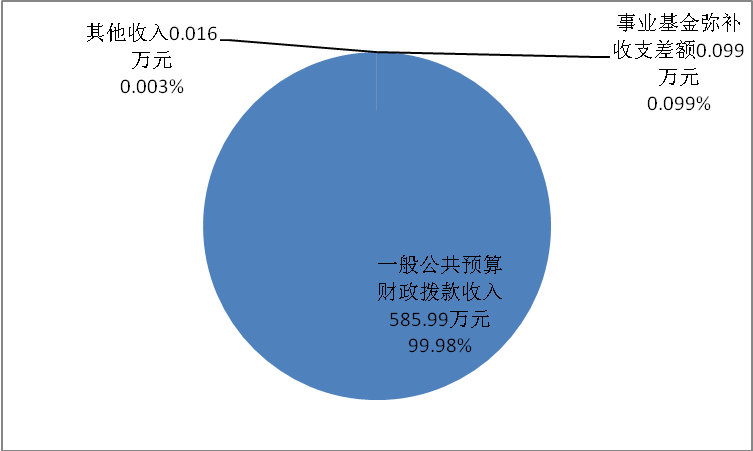 其他收入0.016
万元
0.003%
事业基金弥补
收支差额0.099
万元
0.099%
一般公共预算
财政拨款收入
585.99万元
99.98%